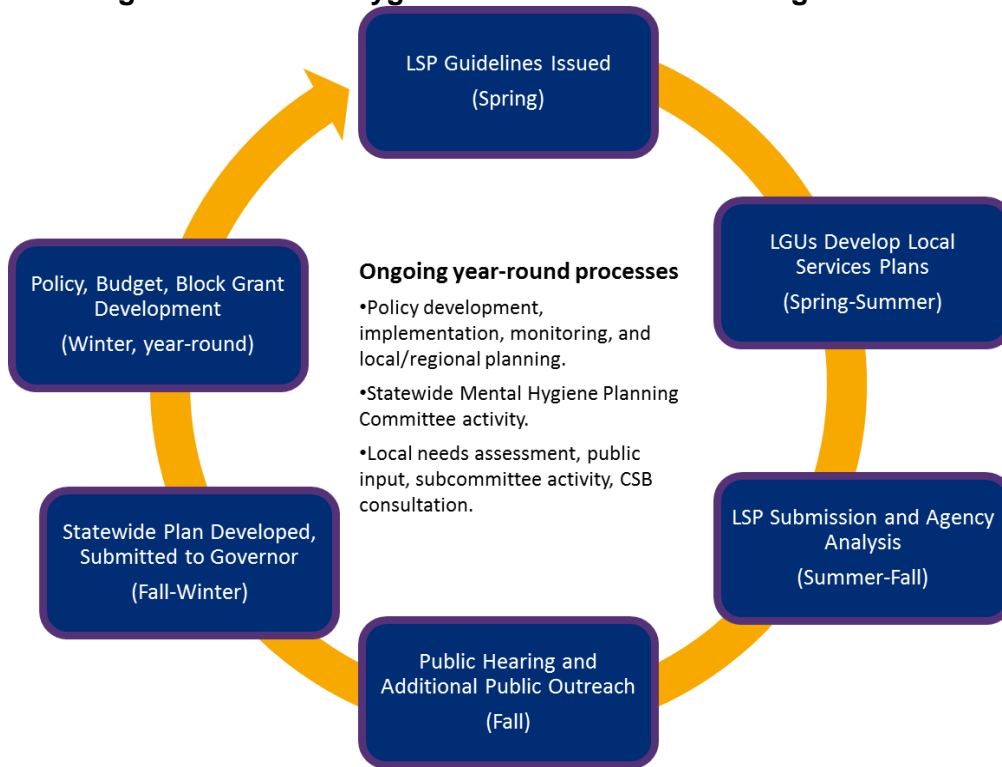 LSP Guidelines Issued
(Spring)
LGUs Develop Local
Services Plans
(Spring-Summer)
LSP Submission and Agency
Analysis
(Summer-Fall)
Public Hearing and
Additional Public Outreach
(Fall)
Statewide Plan Developed,
Submitted to Governor
(Fall-Winter)
Policy, Budget, Block Grant
Development
(Winter, year-round)
Ongoing year-round processes
•Policy development,
implementation, monitoring, and
local/regional planning.
•Statewide Mental Hygiene Planning
Committee activity.
•Local needs assessment, public
input, subcommittee activity, CSB
consultation.